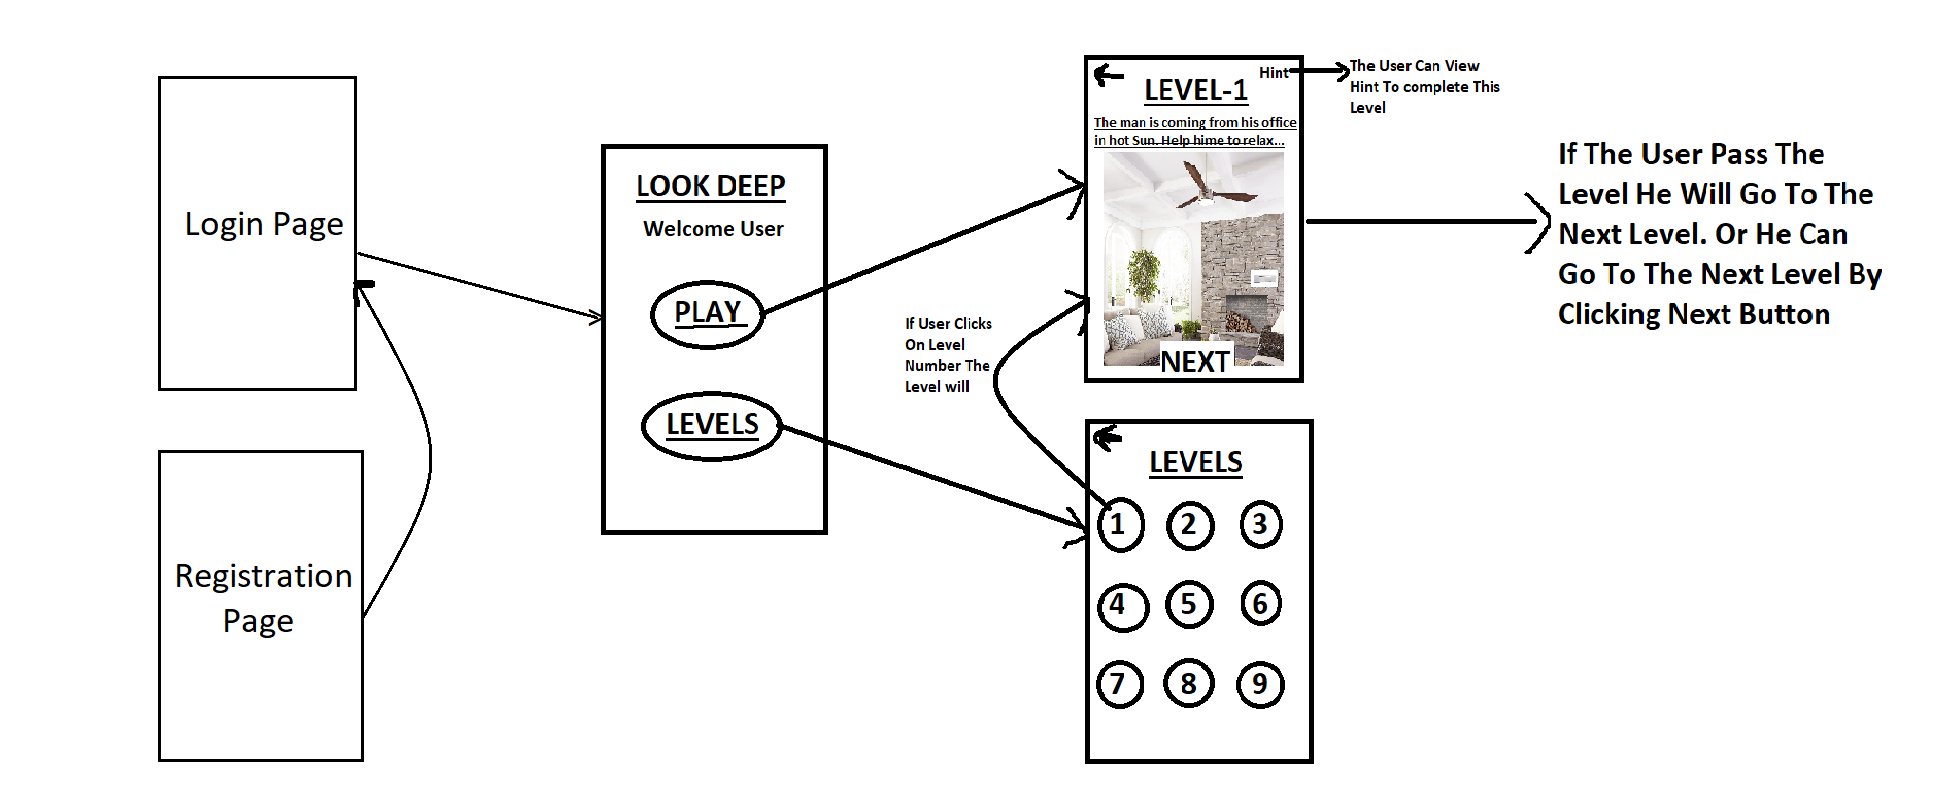 Login Page
Registration
Page
LOOK DEEP
Welcome User
PLAY
LEVELS
If User Clicks
On Level
Number The
Level will
Hint
LEVEL-1
The man is coming from his office
in hot Sun. Help hime to relax...
NEXT
The User Can View
Hint To complete This
Level
LEVELS
1 2 3
4 5 6
7 8 9
If The User Pass The
Level He Will Go To The
Next Level. Or He Can
Go To The Next Level By
Clicking Next Button